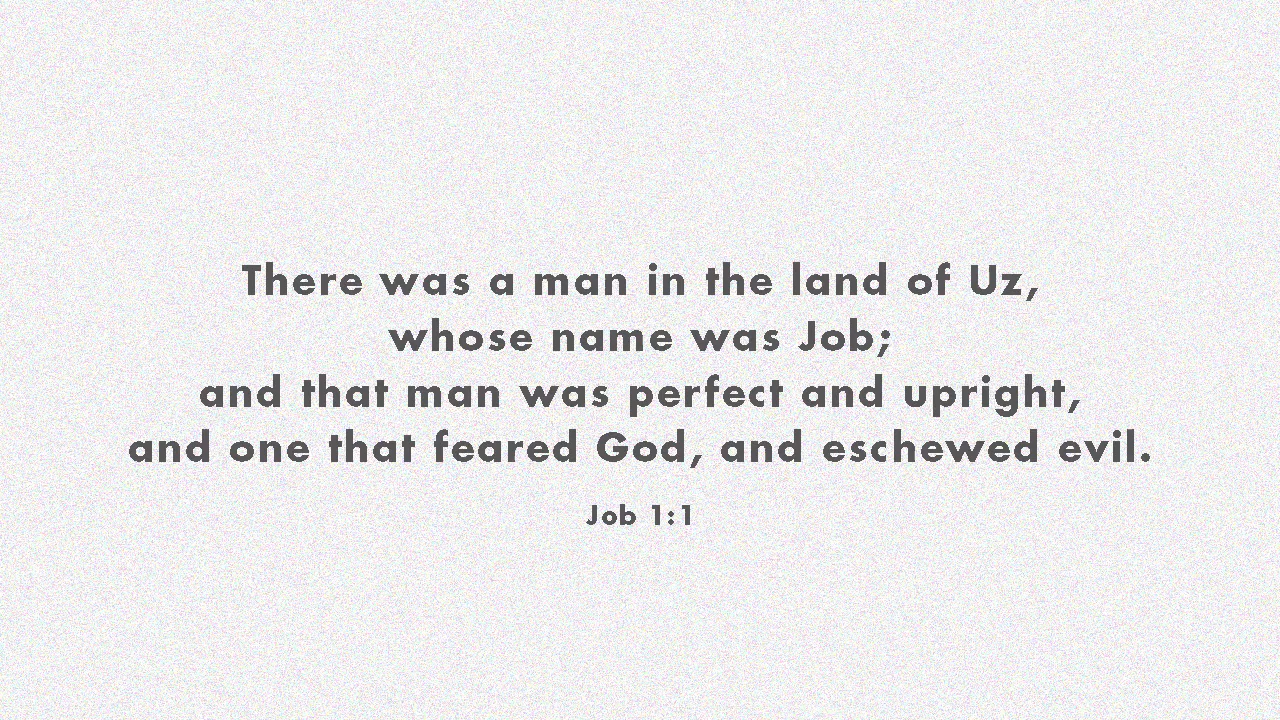 There was a man in the land of Uz,
whose name was Job;
and that man was perfect and upright,
and one that feared God, and eschewed evil.
Job 1:1